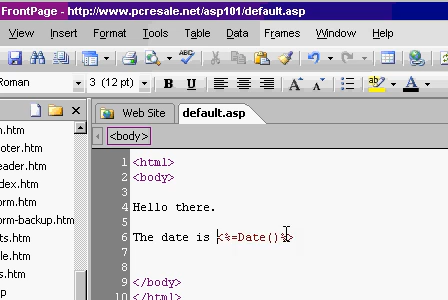 FrontPage - http://www.pcresale.net/asp101/default.asp
View Insert Format Tools Table Data Frames Window Help
Roman 3 (12 pt) B U
Web Site default.asp
<body>
.htm
oter.htm
eader.htm
dex.htm
orm.htm
orm-backup.htm
ts.htm
le.htm
sp
1 <html>
2 <body>
3
4 Hello there.
5
6 The date is <%=Date()%>
7
8
9 </body>
10 </html>